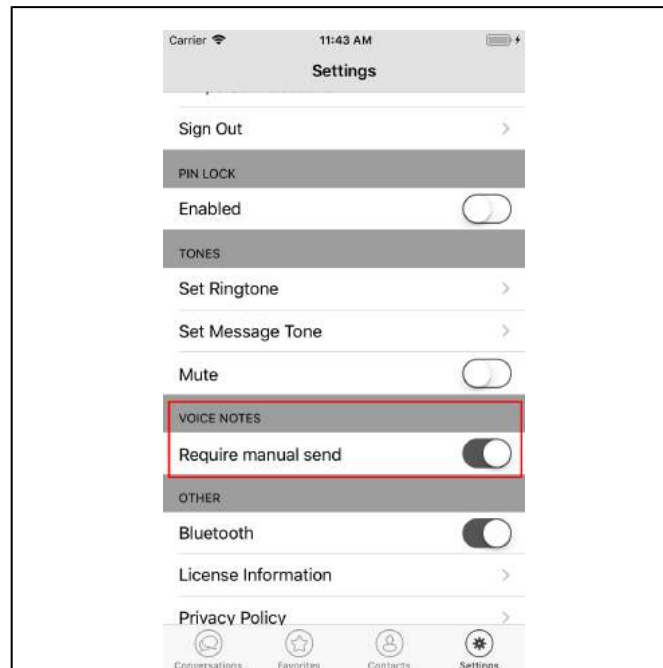 Carrier 11:43 AM
Settings
Sign Out
PIN LOCK
Enabled
TONES
Set Ringtone
Set Message Tone
Mute
VOICE NOTES
Require manual send
OTHER
Bluetooth
License Information
Privacy Policy
Conversations Favorites Contacts Settings